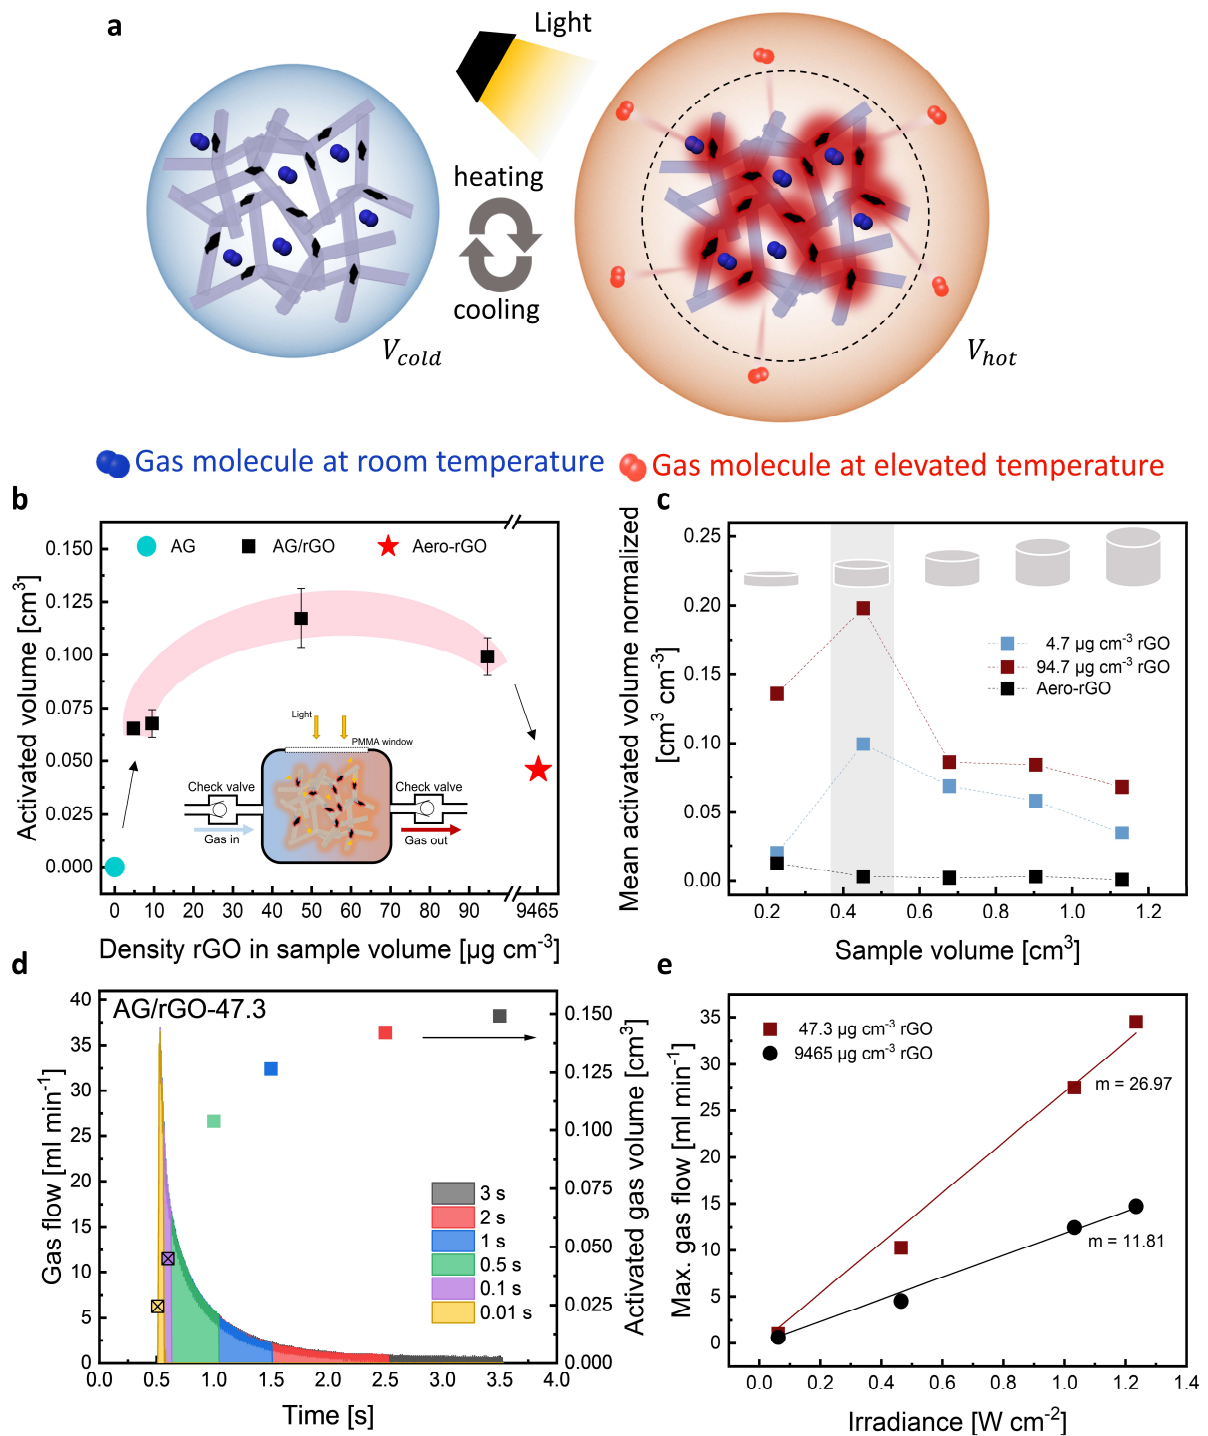 a
Light
heating
cooling
V_cold
V_hot
Gas molecule at room temperature
Gas molecule at elevated temperature
b
AG
AG/rGO
Aero-rGO
Activated volume [cm³]
0.150
0.125
0.100
0.075
0.050
0.025
0.000
Light
PMMA window
Check valve
Check valve
Gas in
Gas out
0 10 20 30 40 50 60 70 80 90 9465
Density rGO in sample volume [µg cm⁻³]
c
Mean activated volume normalized
[cm³ cm⁻³]
0.25
0.20
0.15
0.10
0.05
0.00
4.7 µg cm⁻³ rGO
94.7 µg cm⁻³ rGO
Aero-rGO
0.2 0.4 0.6 0.8 1.0 1.2
Sample volume [cm³]
d
AG/rGO-47.3
Gas flow [ml min⁻¹]
40
35
30
25
20
15
10
5
0
Activated gas volume [cm³]
0.150
0.125
0.100
0.075
0.050
0.025
0.000
3 s
2 s
1 s
0.5 s
0.1 s
0.01 s
0.0 0.5 1.0 1.5 2.0 2.5 3.0 3.5 4.0
Time [s]
e
Max. gas flow [ml min⁻¹]
35
30
25
20
15
10
5
0
47.3 µg cm⁻³ rGO
9465 µg cm⁻³ rGO
m = 26.97
m = 11.81
0.0 0.2 0.4 0.6 0.8 1.0 1.2 1.4
Irradiance [W cm⁻²]